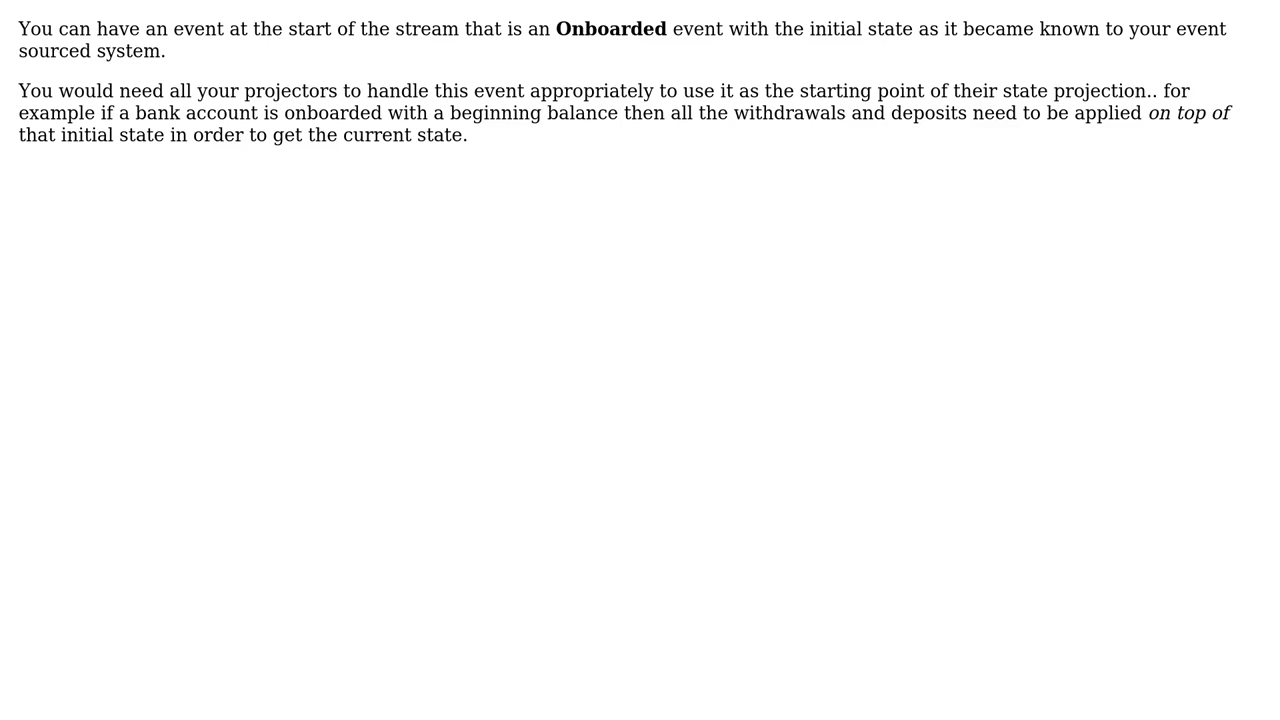 You can have an event at the start of the stream that is an Onboarded event with the initial state as it became known to your event
sourced system.
You would need all your projectors to handle this event appropriately to use it as the starting point of their state projection.. for
example if a bank account is onboarded with a beginning balance then all the withdrawals and deposits need to be applied on top of
that initial state in order to get the current state.